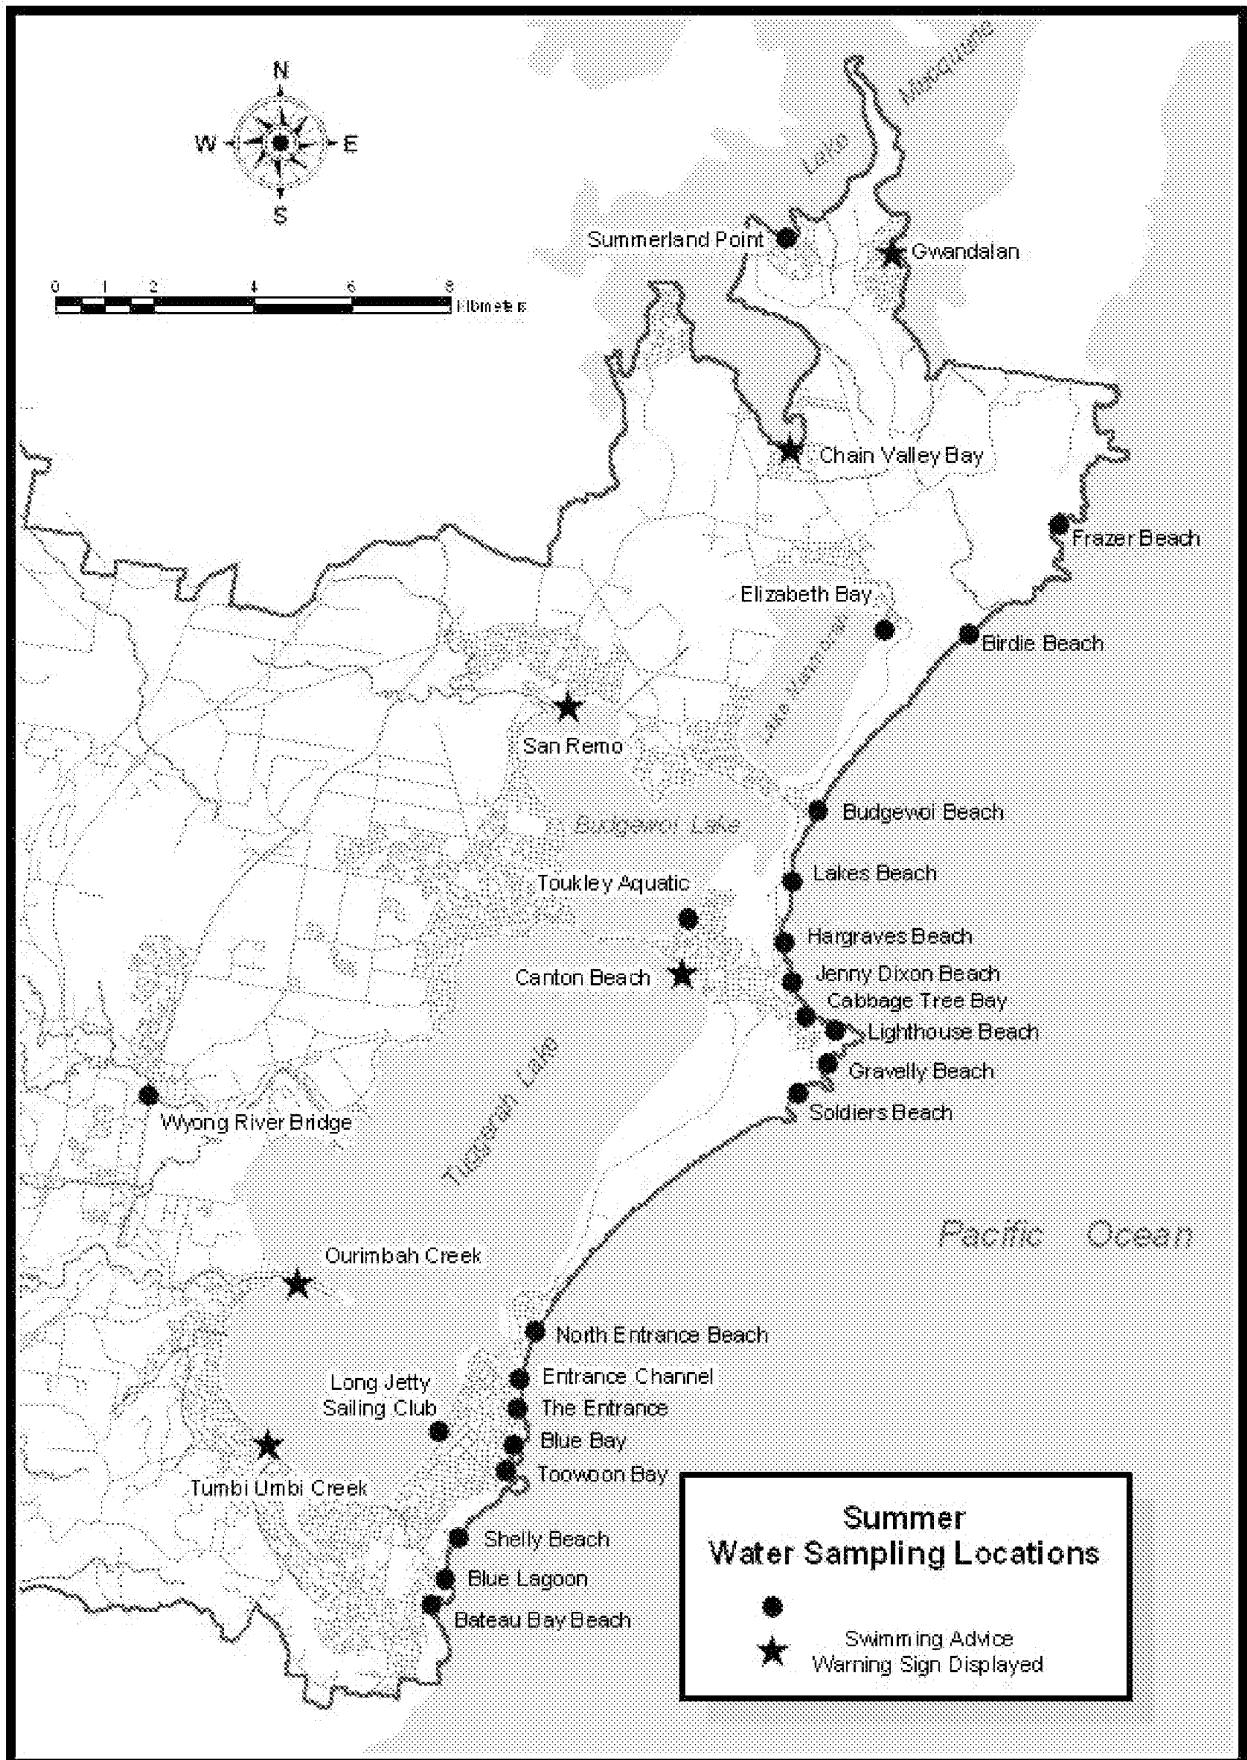 N
W E
S
0 1 2 4 6 8
Kilometers
Lake
Macquarie
Summerland Point
Gwandalan
Chain Valley Bay
Frazer Beach
Elizabeth Bay
Birdie Beach
Lake Munmorah
San Remo
Budgewoi Beach
Budgewoi Lake
Lakes Beach
Toukley Aquatic
Hargraves Beach
Canton Beach
Jenny Dixon Beach
Cabbage Tree Bay
Lighthouse Beach
Gravelly Beach
Soldiers Beach
Wyong River Bridge
Tuggerah Lake
Pacific Ocean
Ourimbah Creek
North Entrance Beach
Entrance Channel
Long Jetty
Sailing Club
The Entrance
Blue Bay
Toowoon Bay
Tumbi Umbi Creek
Shelly Beach
Blue Lagoon
Bateau Bay Beach
Summer
Water Sampling Locations
Swimming Advice
Warning Sign Displayed